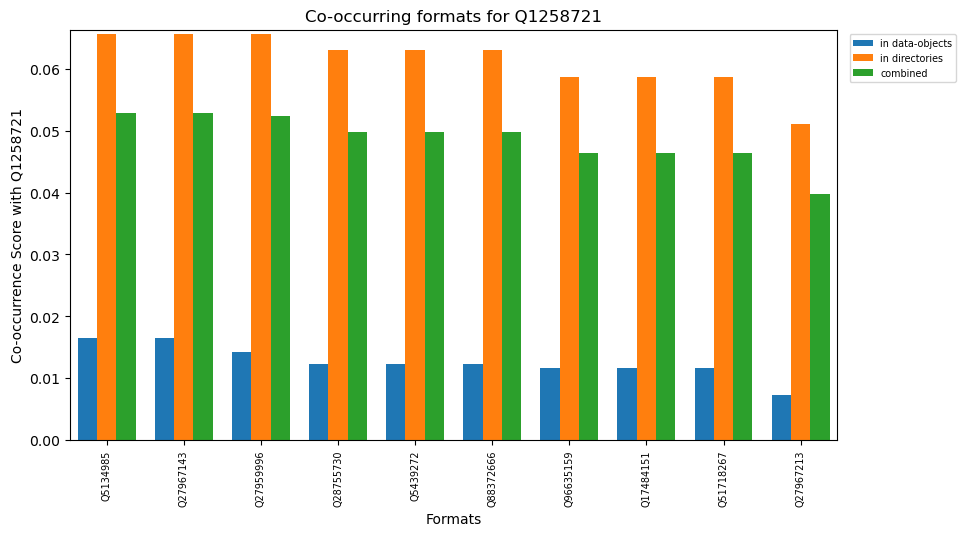 Co-occurring formats for Q1258721
in data-objects
in directories
combined
Co-occurrence Score with Q1258721
0.06
0.05
0.04
0.03
0.02
0.01
0.00
Q5134985
Q27967143
Q27959996
Q28755730
Q5439272
Q88372666
Q96635159
Q17484151
Q51718267
Q27967213
Formats